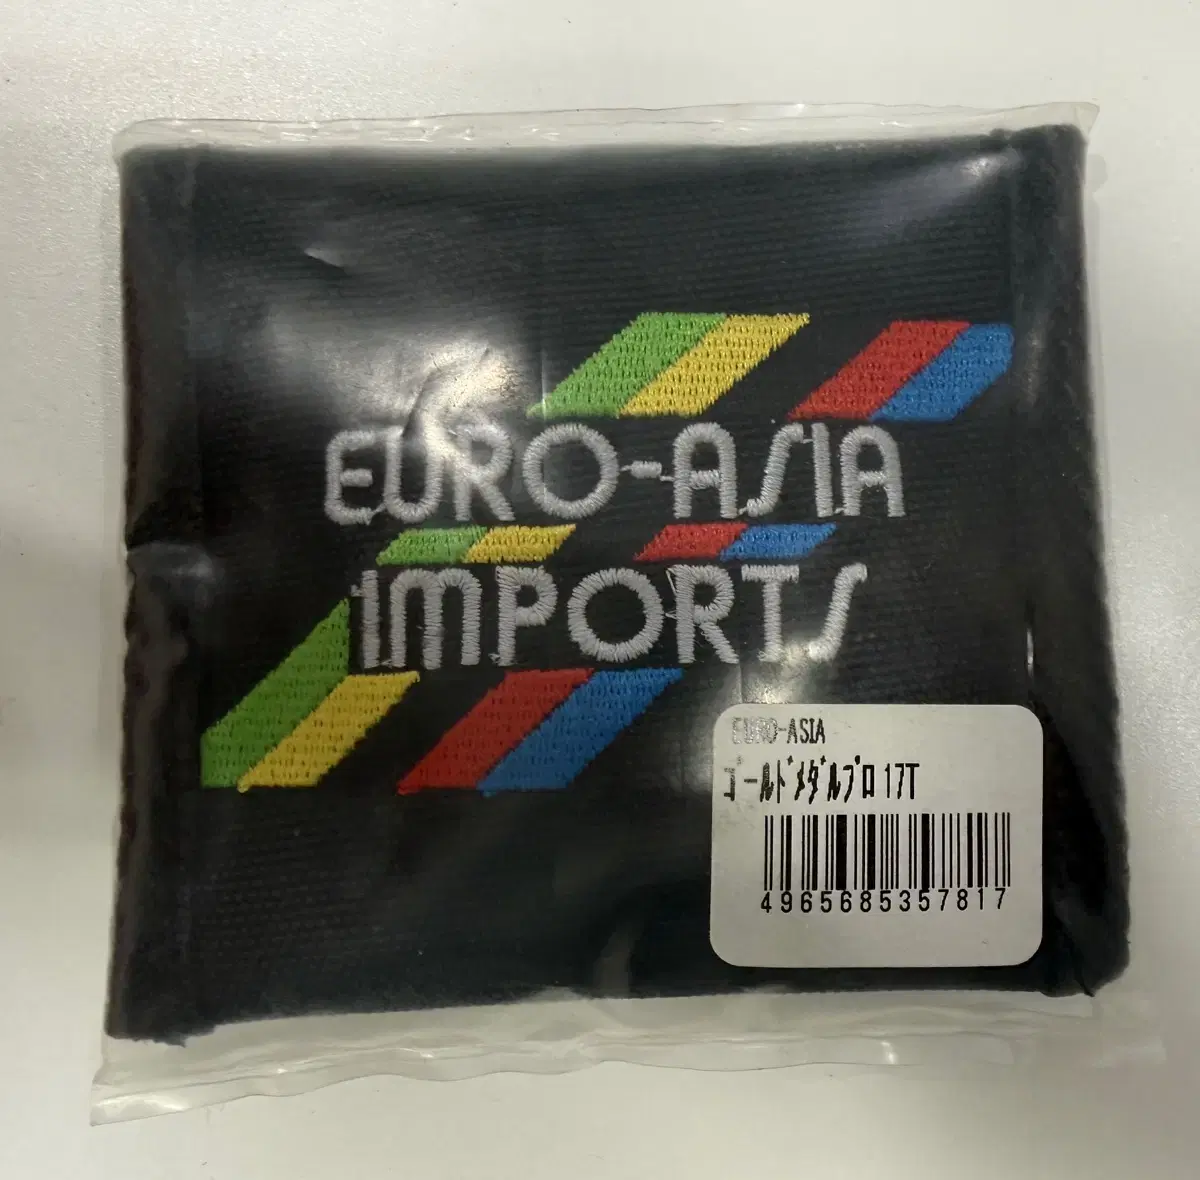 EURO-ASIA
IMPORTS
EURO-ASIA
ｺﾞｰﾙﾄﾞﾒﾀﾞﾙﾌﾟﾛ 17T
4965685357817